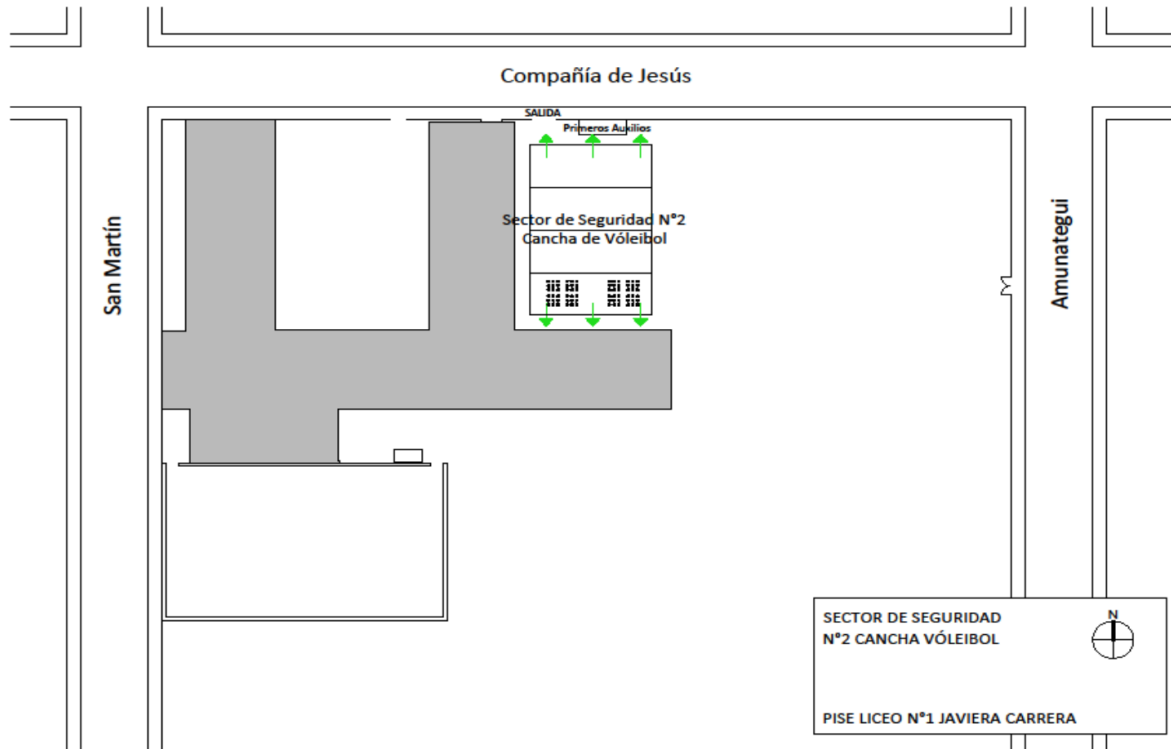 Compañía de Jesús
SALIDA
Primeros Auxilios
San Martín
Sector de Seguridad N°2
Cancha de Vóleibol
Amunategui
SECTOR DE SEGURIDAD
N°2 CANCHA VÓLEIBOL
N
PISE LICEO N°1 JAVIERA CARRERA